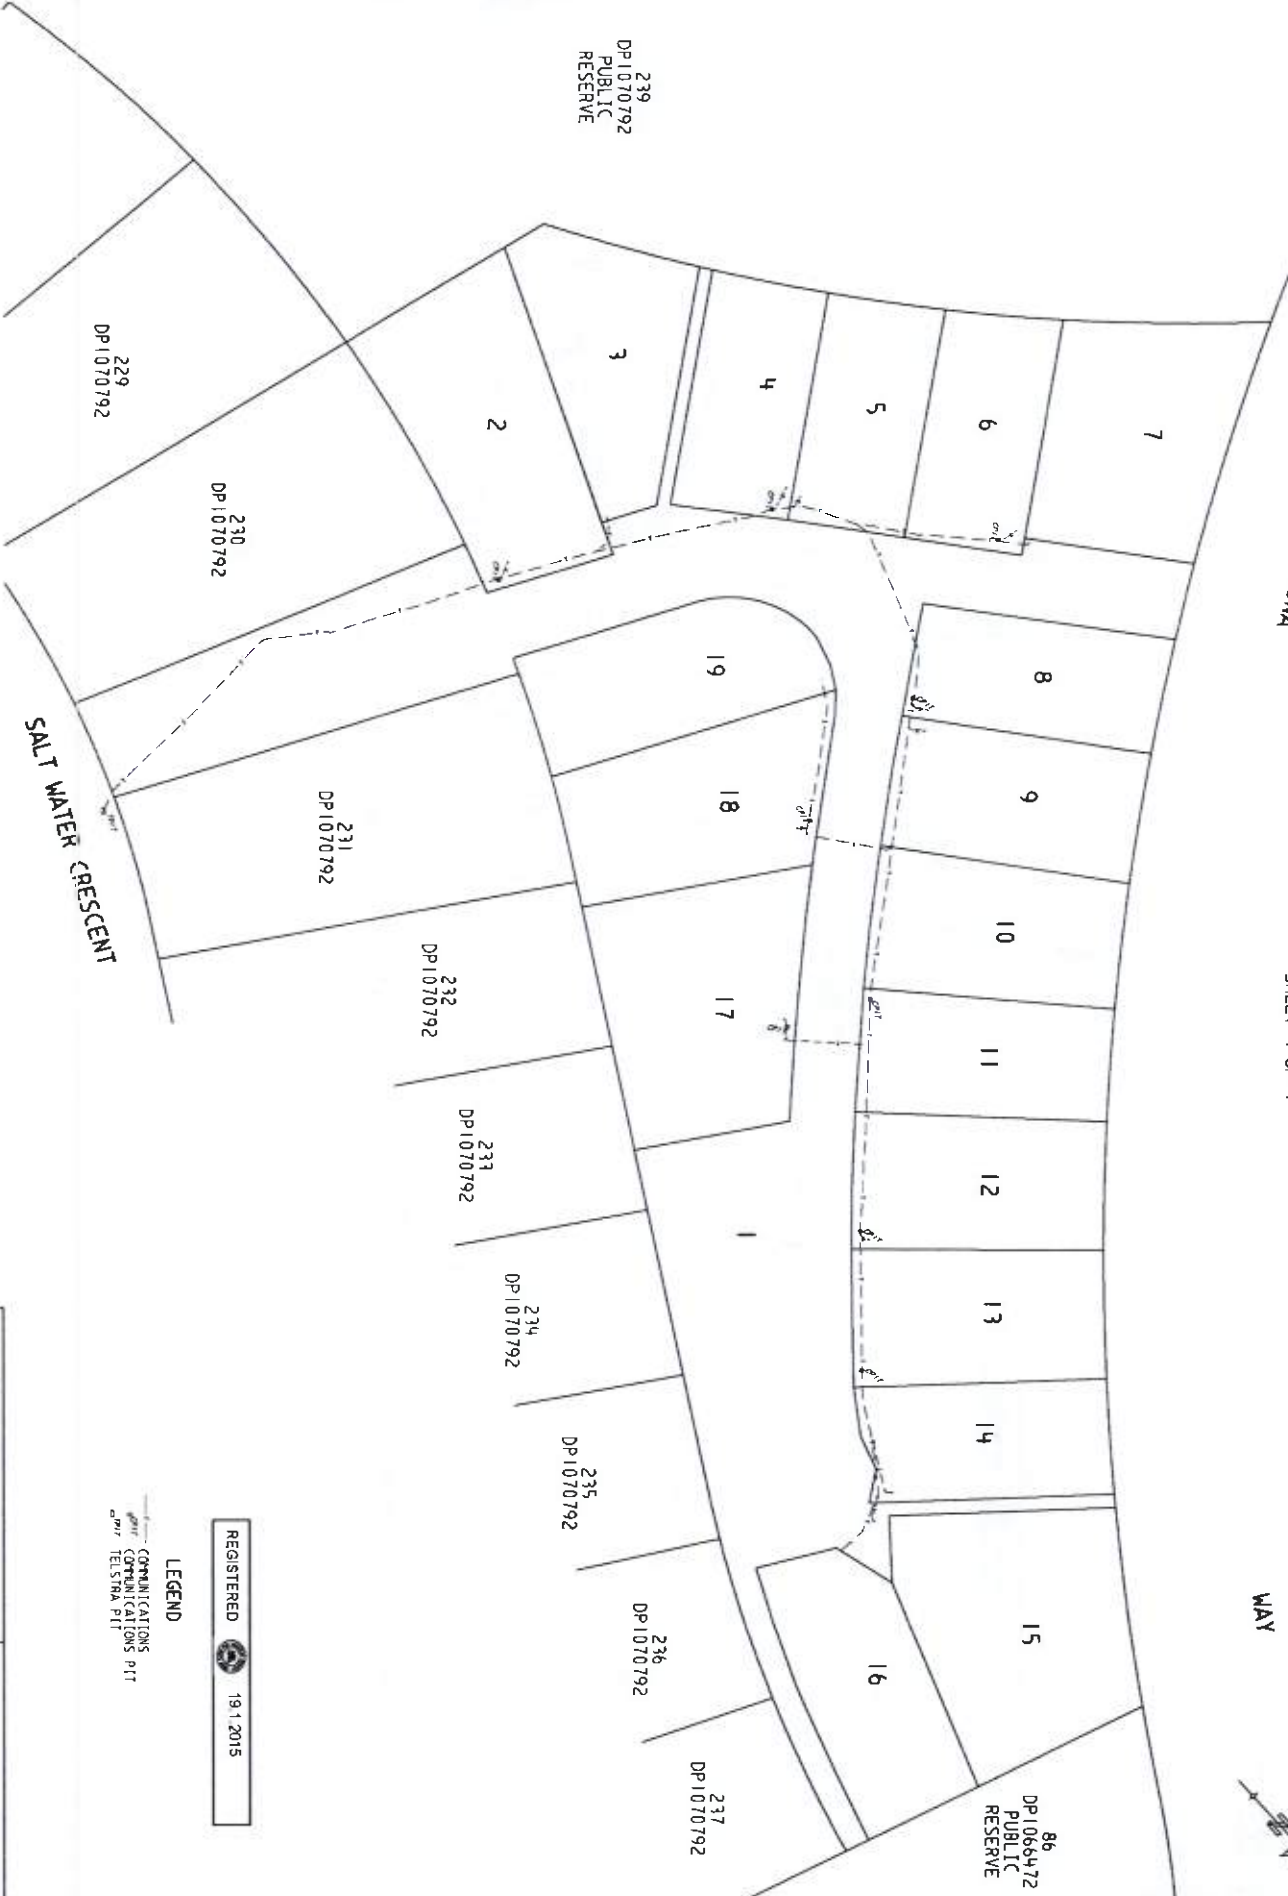 239
DP1070792
PUBLIC
RESERVE
WAY
7
6
5
4
3
2
8
9
10
11
12
13
14
15
16
17
18
19
1
86
DP1066472
PUBLIC
RESERVE
229
DP1070792
230
DP1070792
231
DP1070792
232
DP1070792
233
DP1070792
234
DP1070792
235
DP1070792
236
DP1070792
237
DP1070792
SALT WATER CRESCENT
REGISTERED 19.1.2015
LEGEND
COMMUNICATIONS
COMMUNICATIONS PIT
TELSTRA PIT